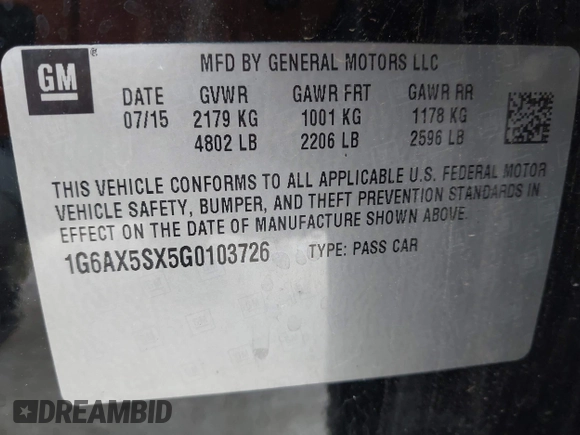 GM ®
MFD BY GENERAL MOTORS LLC
DATE GVWR GAWR FRT GAWR RR
07/15 2179 KG 1001 KG 1178 KG
4802 LB 2206 LB 2596 LB
THIS VEHICLE CONFORMS TO ALL APPLICABLE U.S. FEDERAL MOTOR
VEHICLE SAFETY, BUMPER, AND THEFT PREVENTION STANDARDS IN
EFFECT ON THE DATE OF MANUFACTURE SHOWN ABOVE.
1G6AX5SX5G0103726 TYPE: PASS CAR
DREAMBID